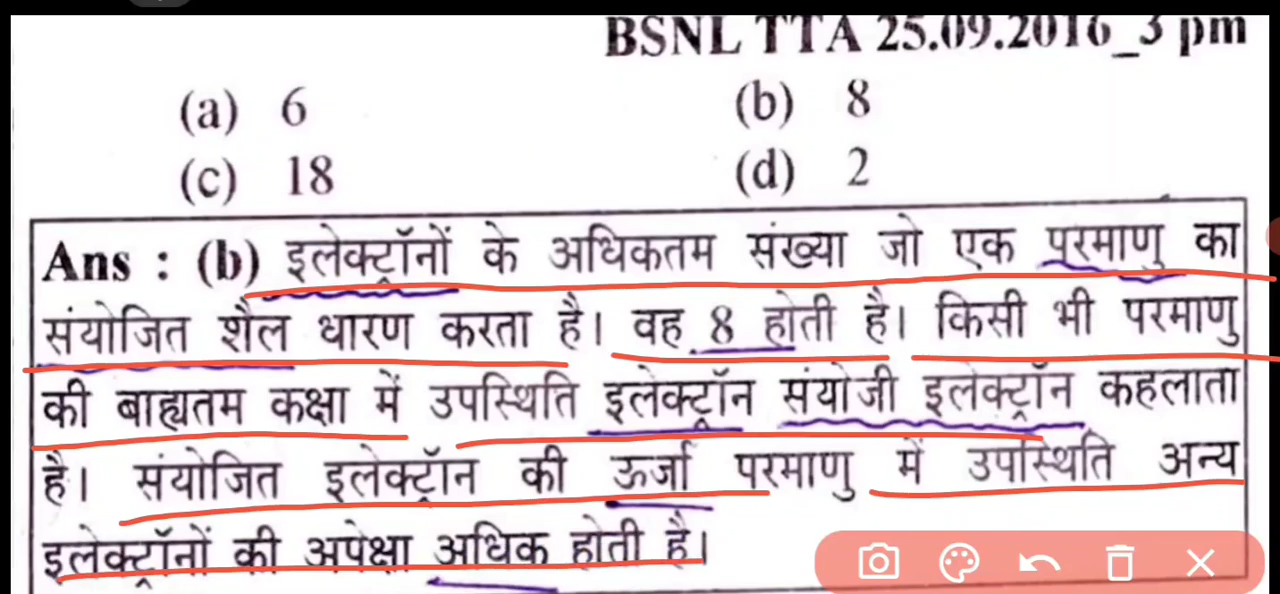 BSNL TTA 25.09.2016_3 pm
(a) 6 (b) 8
(c) 18 (d) 2
Ans : (b) इलेक्ट्रॉनों के अधिकतम संख्या जो एक परमाणु का
संयोजित शैल धारण करता है। वह 8 होती है। किसी भी परमाणु
की बाह्यतम कक्षा में उपस्थिति इलेक्ट्रॉन संयोजी इलेक्ट्रॉन कहलाता
है। संयोजित इलेक्ट्रॉन की ऊर्जा परमाणु में उपस्थिति अन्य
इलेक्ट्रॉनों की अपेक्षा अधिक होती है।